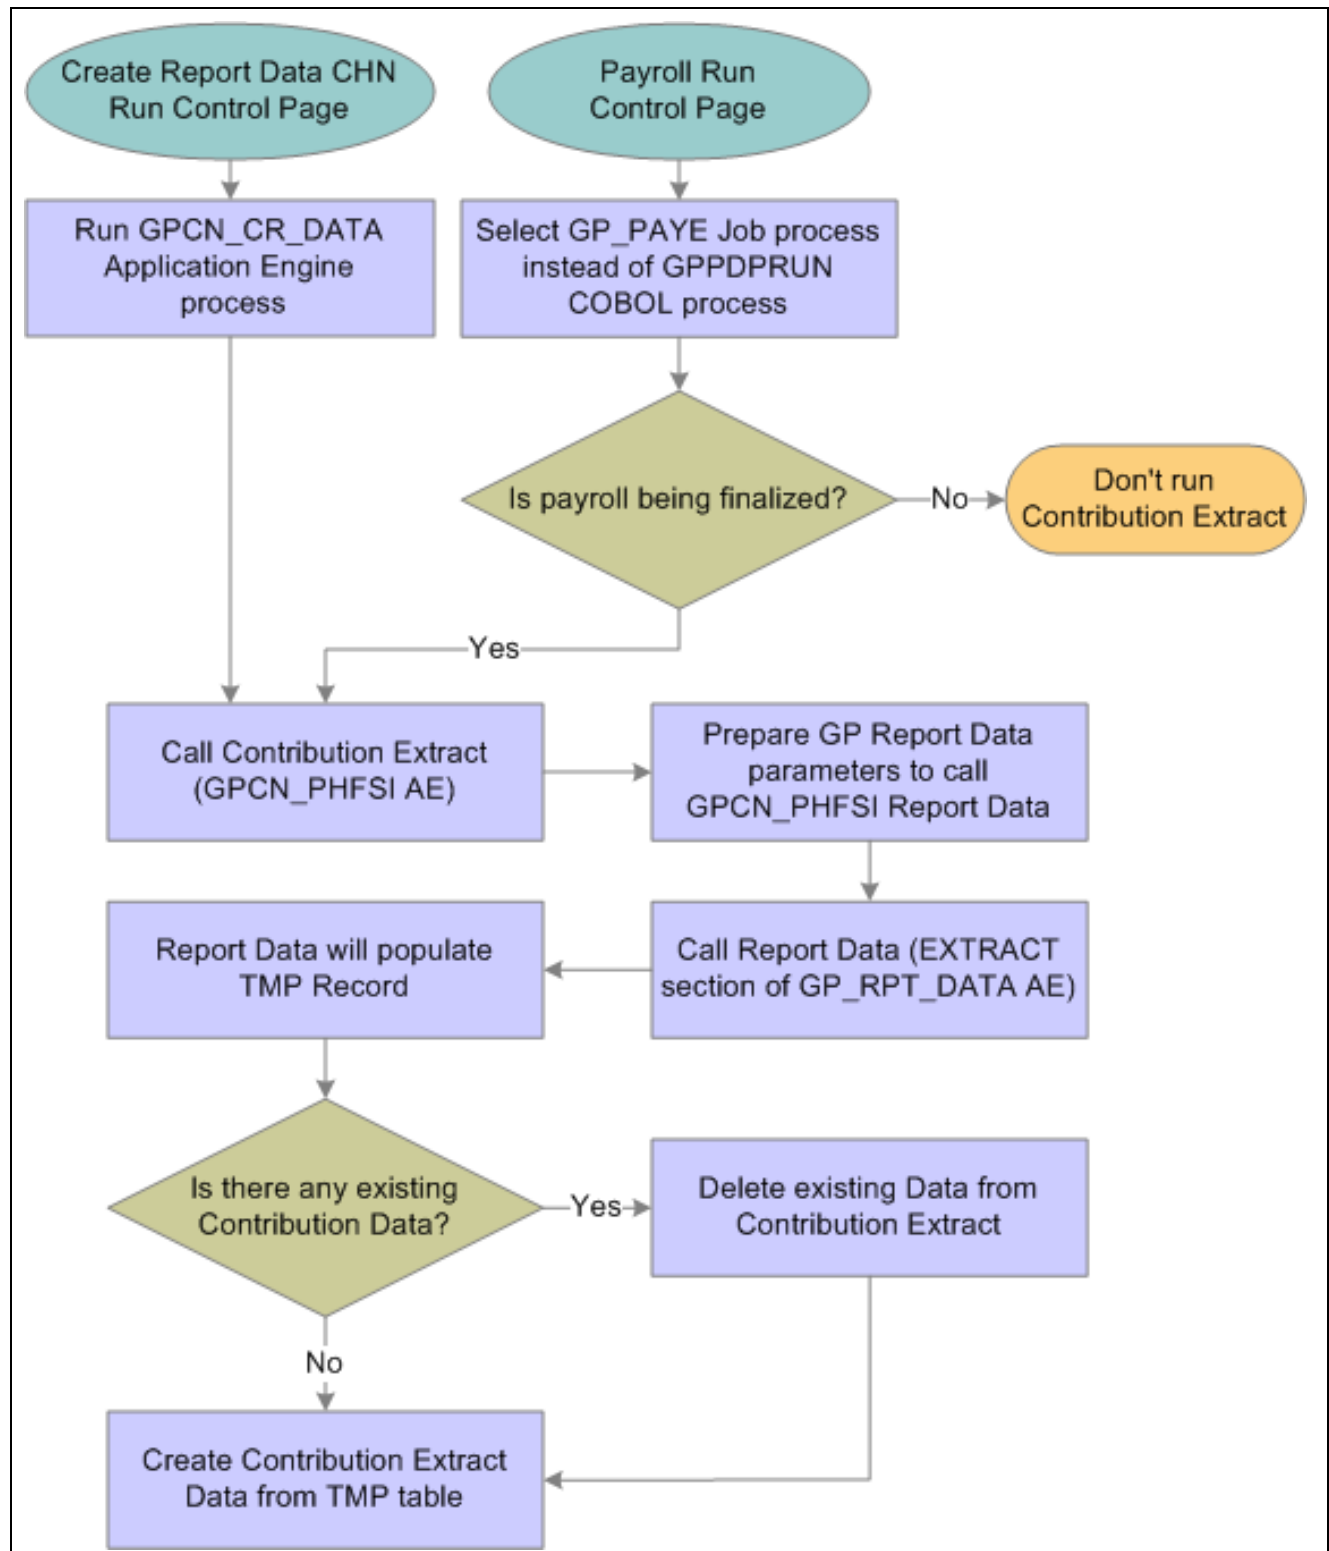 Create Report Data CHN
Run Control Page
Payroll Run
Control Page
Run GPCN_CR_DATA
Application Engine
process
Select GP_PAYE Job process
instead of GPPDPRUN
COBOL process
Is payroll being finalized?
No
Don't run
Contribution Extract
Yes
Call Contribution Extract
(GPCN_PHFSI AE)
Prepare GP Report Data
parameters to call
GPCN_PHFSI Report Data
Report Data will populate
TMP Record
Call Report Data (EXTRACT
section of GP_RPT_DATA AE)
Is there any existing
Contribution Data?
Yes
Delete existing Data from
Contribution Extract
No
Create Contribution Extract
Data from TMP table